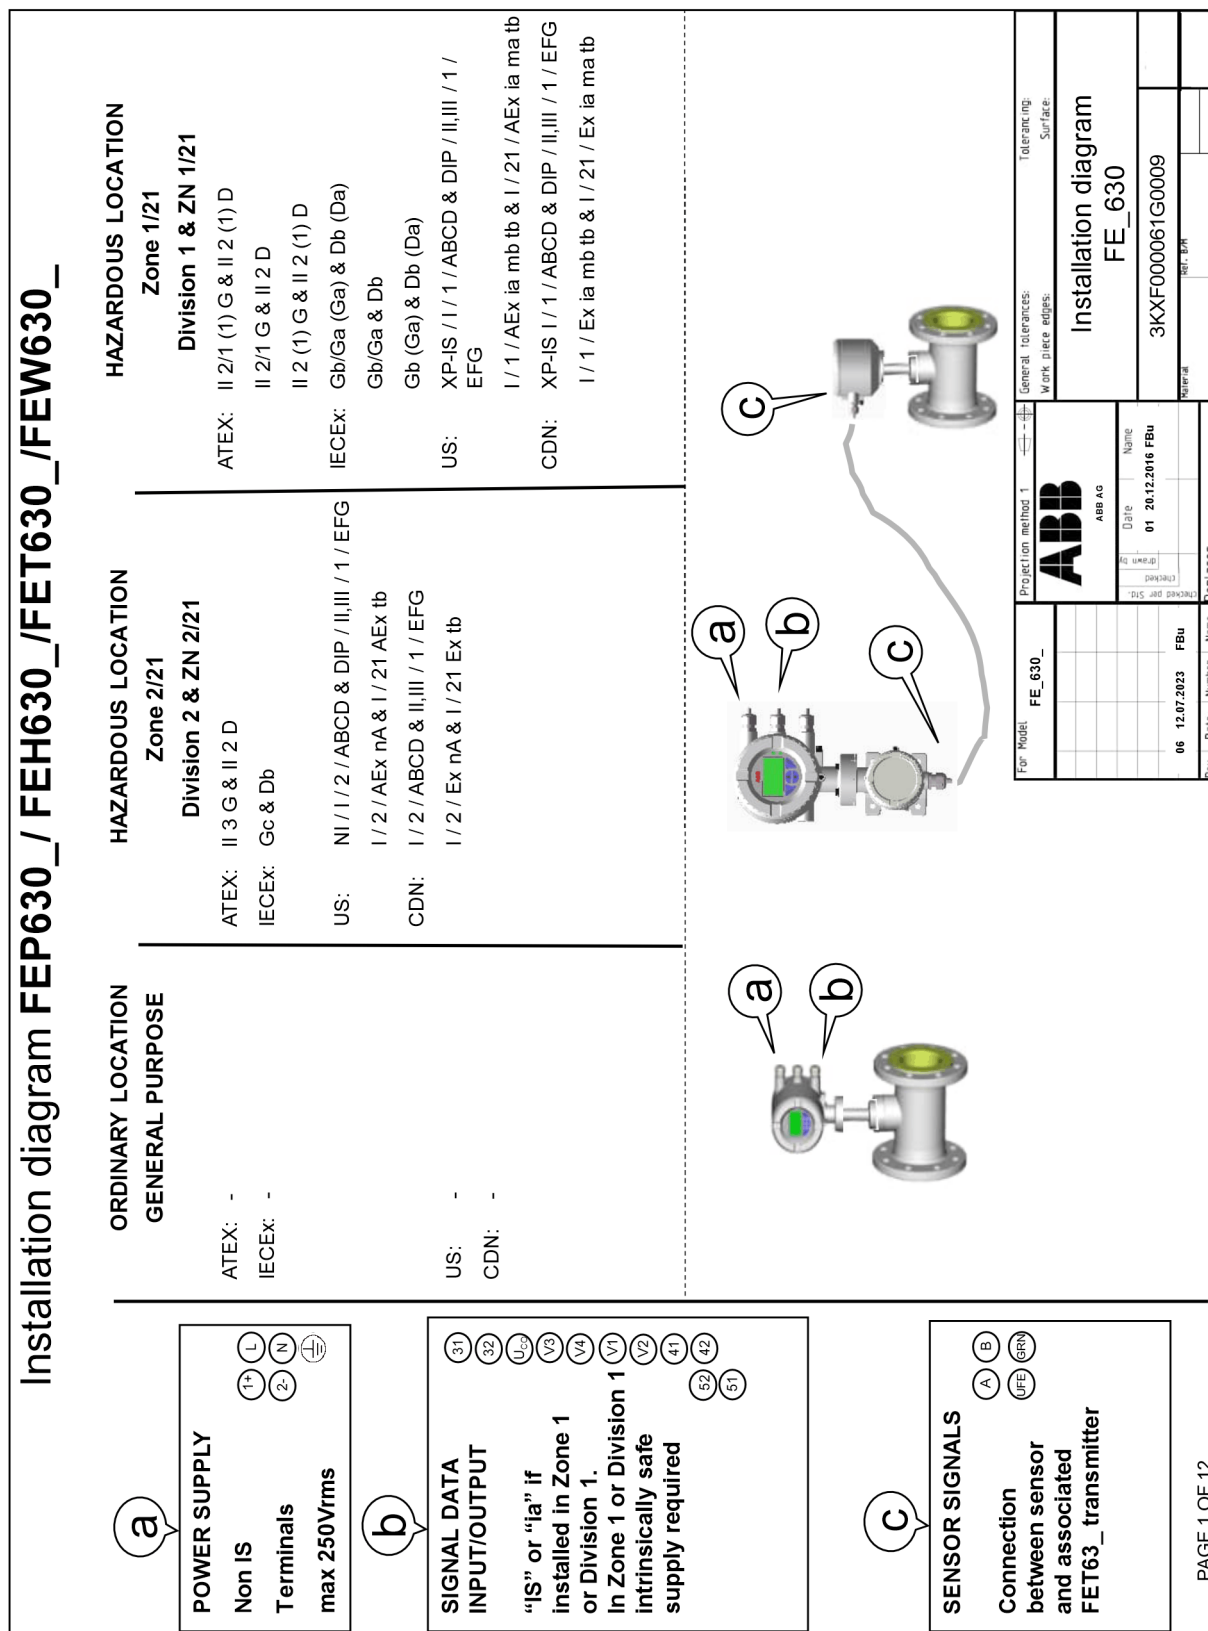 Installation diagram FEP630_/ FEH630_/FET630_/FEW630_
a
POWER SUPPLY
Non IS
Terminals
max 250Vrms
1+ L
2- N
b
SIGNAL DATA
INPUT/OUTPUT
“IS” or “ia” if
installed in Zone 1
or Division 1.
In Zone 1 or Division 1
intrinsically safe
supply required
31
32
Uco
V3
V4
V1
V2
41
52 42
51
c
SENSOR SIGNALS
Connection
between sensor
and associated
FET63_ transmitter
A B
UFE GRN
ORDINARY LOCATION
GENERAL PURPOSE
ATEX: -
IECEx: -
US: -
CDN: -
HAZARDOUS LOCATION
Zone 2/21
Division 2 & ZN 2/21
ATEX: II 3 G & II 2 D
IECEx: Gc & Db
US: NI / I / 2 / ABCD & DIP / II,III / 1 / EFG
I / 2 / AEx nA & I / 21 AEx tb
CDN: I / 2 / ABCD & II,III / 1 / EFG
I / 2 / Ex nA & I / 21 Ex tb
HAZARDOUS LOCATION
Zone 1/21
Division 1 & ZN 1/21
ATEX: II 2/1 (1) G & II 2 (1) D
II 2/1 G & II 2 D
II 2 (1) G & II 2 (1) D
IECEx: Gb/Ga (Ga) & Db (Da)
Gb/Ga & Db
Gb (Ga) & Db (Da)
US: XP-IS / I / 1 / ABCD & DIP / II,III / 1 /
EFG
I / 1 / AEx ia mb tb & I / 21 / AEx ia ma tb
CDN: XP-IS I / 1 / ABCD & DIP / II,III / 1 / EFG
I / 1 / Ex ia mb tb & I / 21 / Ex ia ma tb
a
b
a
b
c
c
For Model
FE_630_
06 12.07.2023 FBu
Projection method 1
ABB
ABB AG
Date Name
drawn by 01 20.12.2016 FBu
checked
checked per Std.
General tolerances:
Work piece edges:
Tolerancing:
Surface:
Installation diagram
FE_630
3KXF000061G0009
Material
Ref. B/M
PAGE 1 OF 12